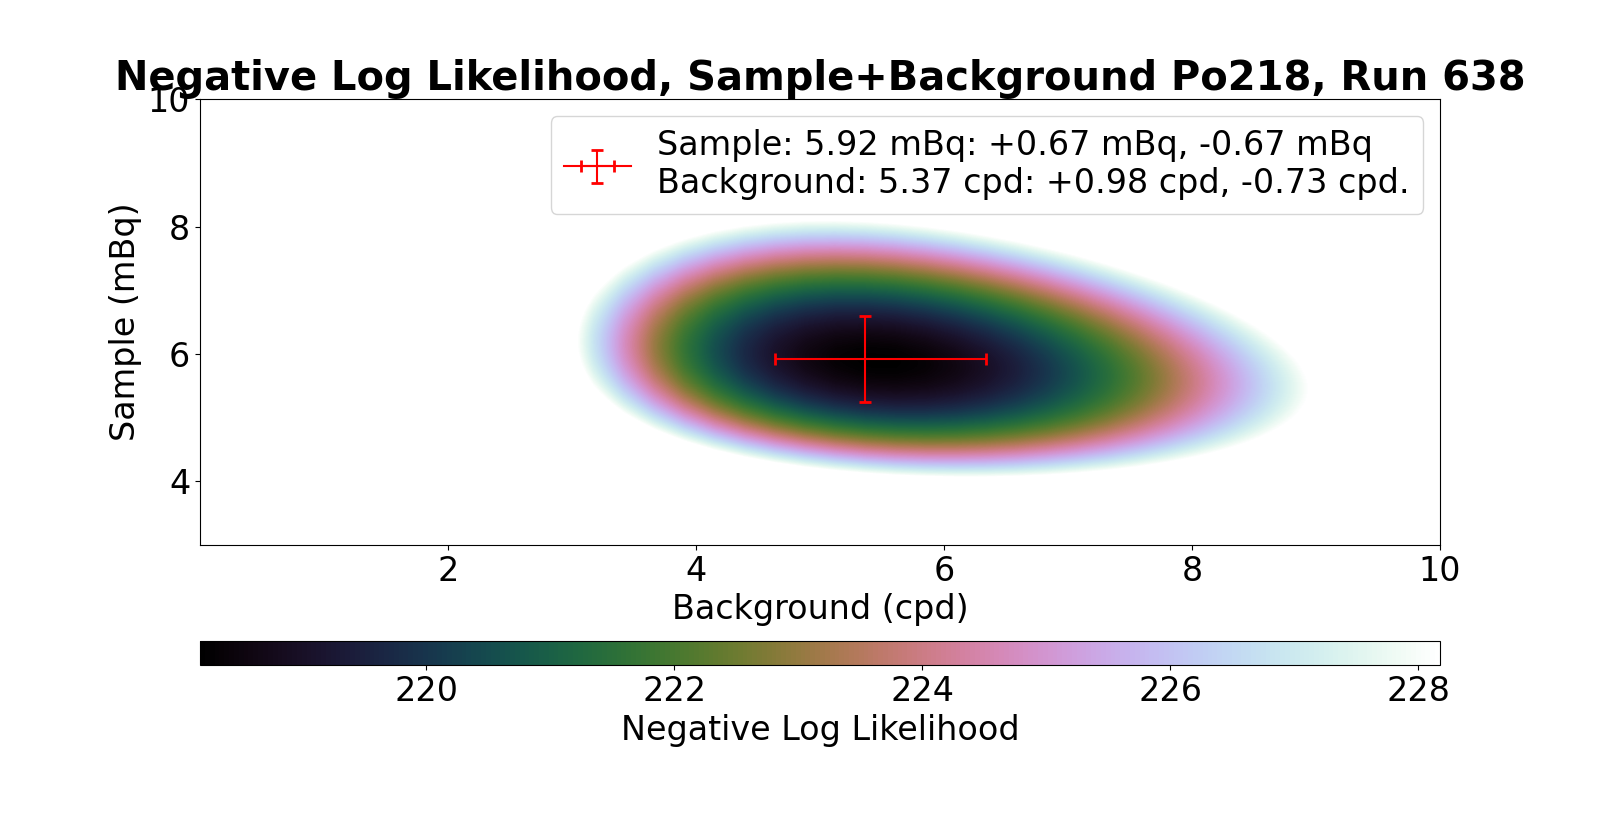 Negative Log Likelihood, Sample+Background Po218, Run 638
10
Sample: 5.92 mBq: +0.67 mBq, -0.67 mBq
Background: 5.37 cpd: +0.98 cpd, -0.73 cpd.
8
6
4
Sample (mBq)
2 4 6 8 10
Background (cpd)
220 222 224 226 228
Negative Log Likelihood